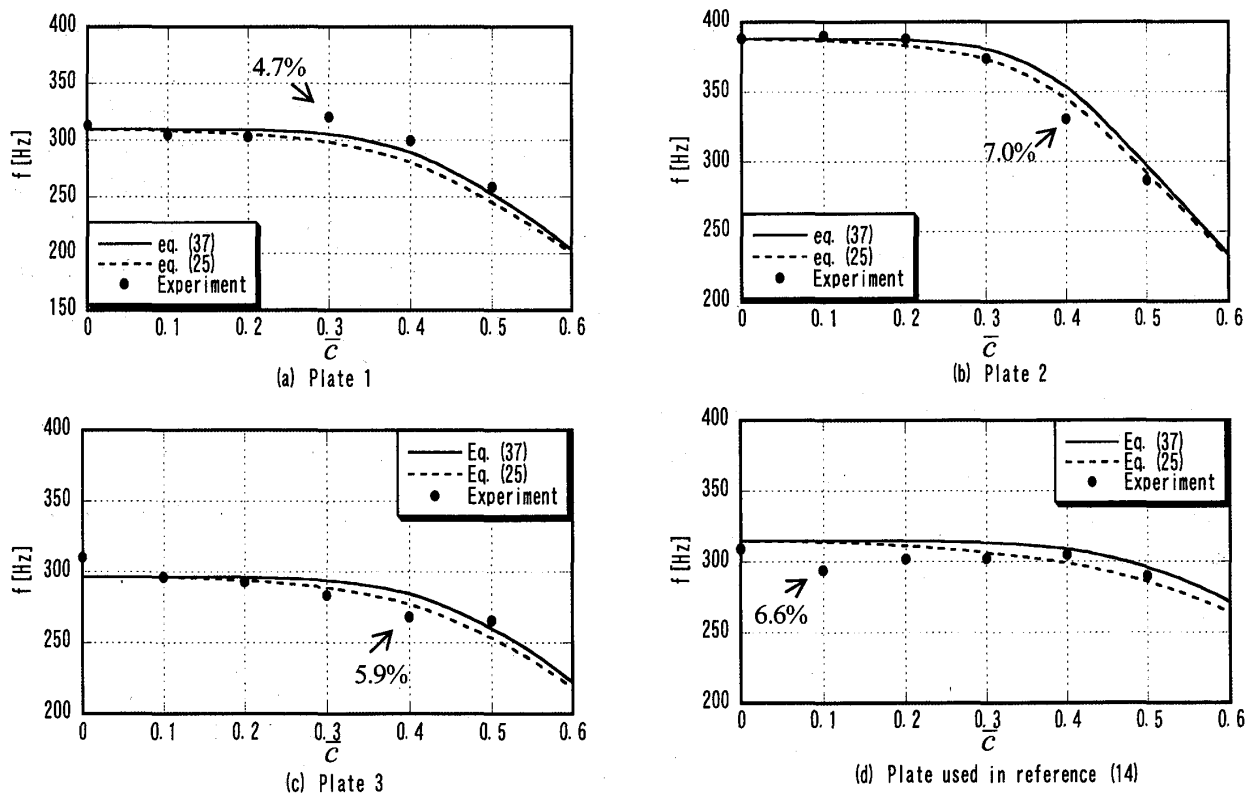 400
350
300
250
200
150
f [Hz]
4.7%
eq. (37)
eq. (25)
Experiment
0 0.1 0.2 0.3 0.4 0.5 0.6
c̄
(a) Plate 1
400
350
300
250
200
f [Hz]
7.0%
eq. (37)
eq. (25)
Experiment
0 0.1 0.2 0.3 0.4 0.5 0.6
c̄
(b) Plate 2
400
350
300
250
200
f [Hz]
Eq. (37)
Eq. (25)
Experiment
5.9%
0 0.1 0.2 0.3 0.4 0.5 0.6
c̄
(c) Plate 3
400
350
300
250
200
f [Hz]
Eq. (37)
Eq. (25)
Experiment
6.6%
0 0.1 0.2 0.3 0.4 0.5 0.6
c̄
(d) Plate used in reference (14)